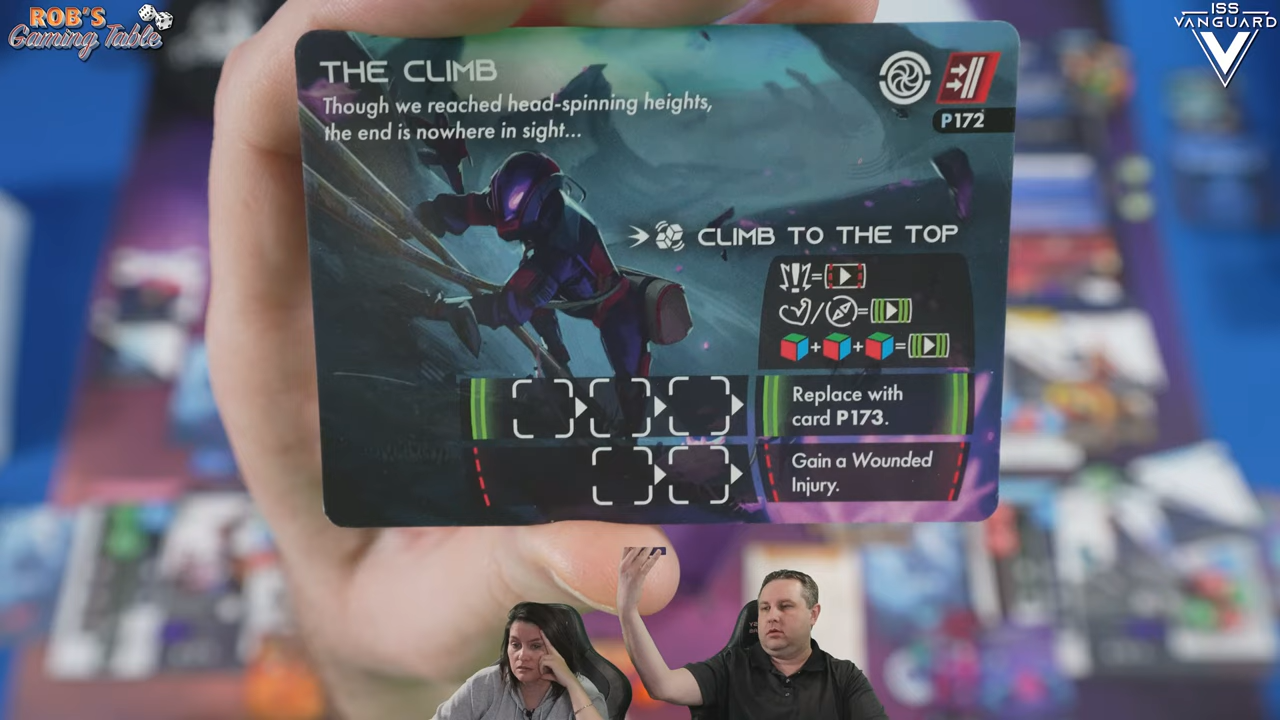 ROB'S
Gaming Table
ISS
VANGUARD
THE CLIMB
Though we reached head-spinning heights,
the end is nowhere in sight...
P172
CLIMB TO THE TOP
Replace with
card P173.
Gain a Wounded
Injury.